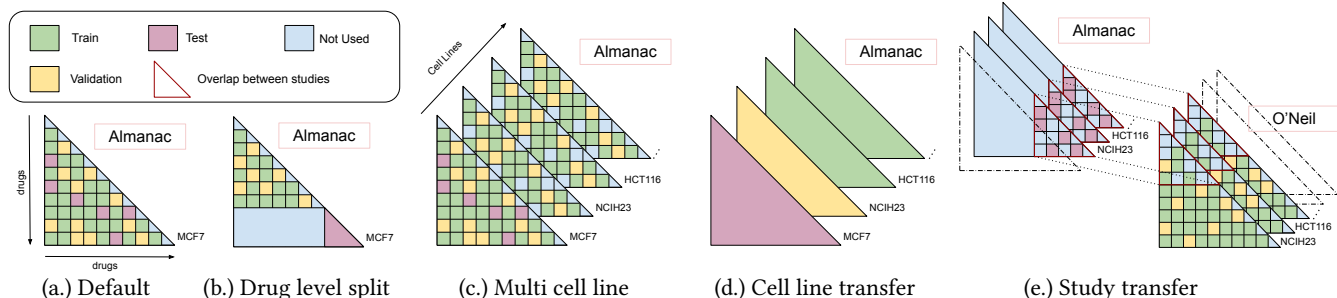 Train
Test
Not Used
Validation
Overlap between studies
Almanac
drugs
drugs
MCF7
(a.) Default
Almanac
MCF7
(b.) Drug level split
Cell Lines
Almanac
HCT116
NCIH23
MCF7
(c.) Multi cell line
Almanac
HCT116
NCIH23
MCF7
(d.) Cell line transfer
Almanac
HCT116
NCIH23
O'Neil
HCT116
NCIH23
(e.) Study transfer